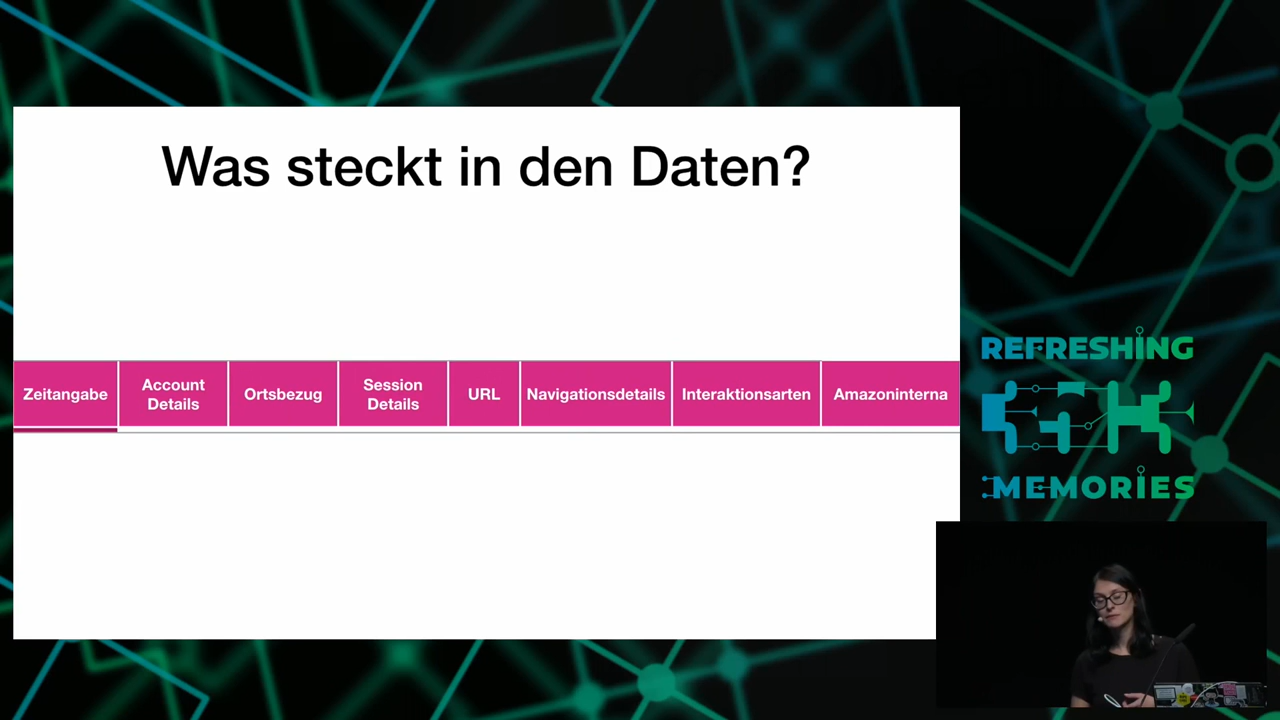 Was steckt in den Daten?
Zeitangabe
Account
Details
Ortsbezug
Session
Details
URL
Navigationsdetails
Interaktionsarten
Amazoninterna
REFRESHING
MEMORIES